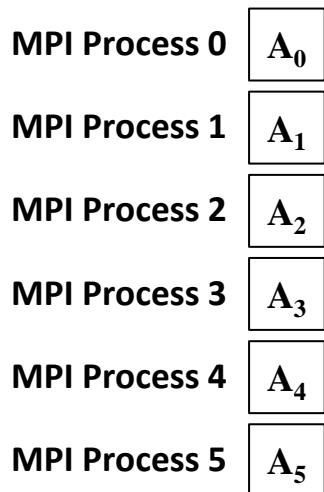 MPI Process 0 A₀
MPI Process 1 A₁
MPI Process 2 A₂
MPI Process 3 A₃
MPI Process 4 A₄
MPI Process 5 A₅